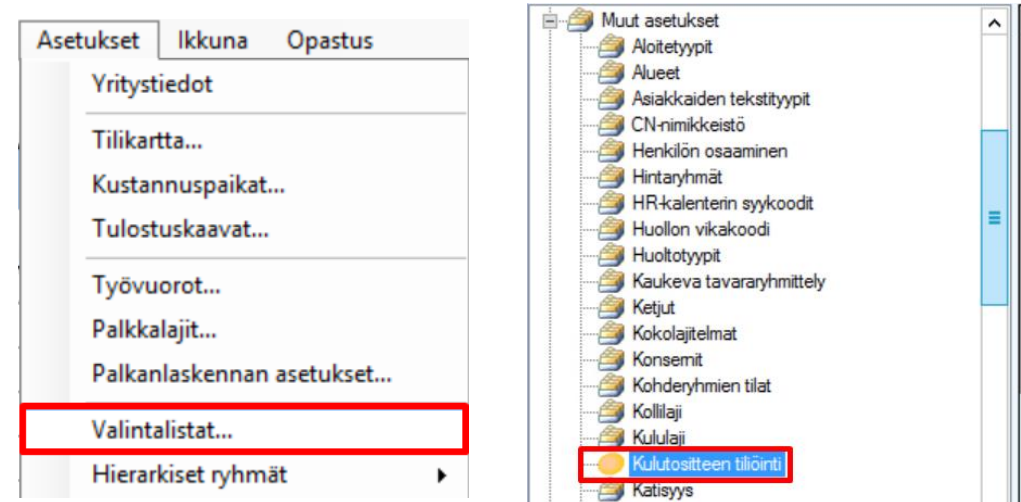 Asetukset Ikkuna Opastus
Yritystiedot
Tilikartta...
Kustannuspaikat...
Tulostuskaavat...
Työvuorot...
Palkkalajit...
Palkanlaskennan asetukset...
Valintalistat...
Hierarkiset ryhmät
Muut asetukset
Aloitetyypit
Alueet
Asiakkaiden tekstityypit
CN-nimikkeistö
Henkilön osaaminen
Hintaryhmät
HR-kalenterin syykoodit
Huollon vikakoodi
Huoltotyypit
Kaukeva tavararyhmittely
Ketjut
Kokolajitelmat
Konsernit
Kohderyhmien tilat
Kollilaji
Kululaji
Kulutositteen tiliöinti
Kätisyys